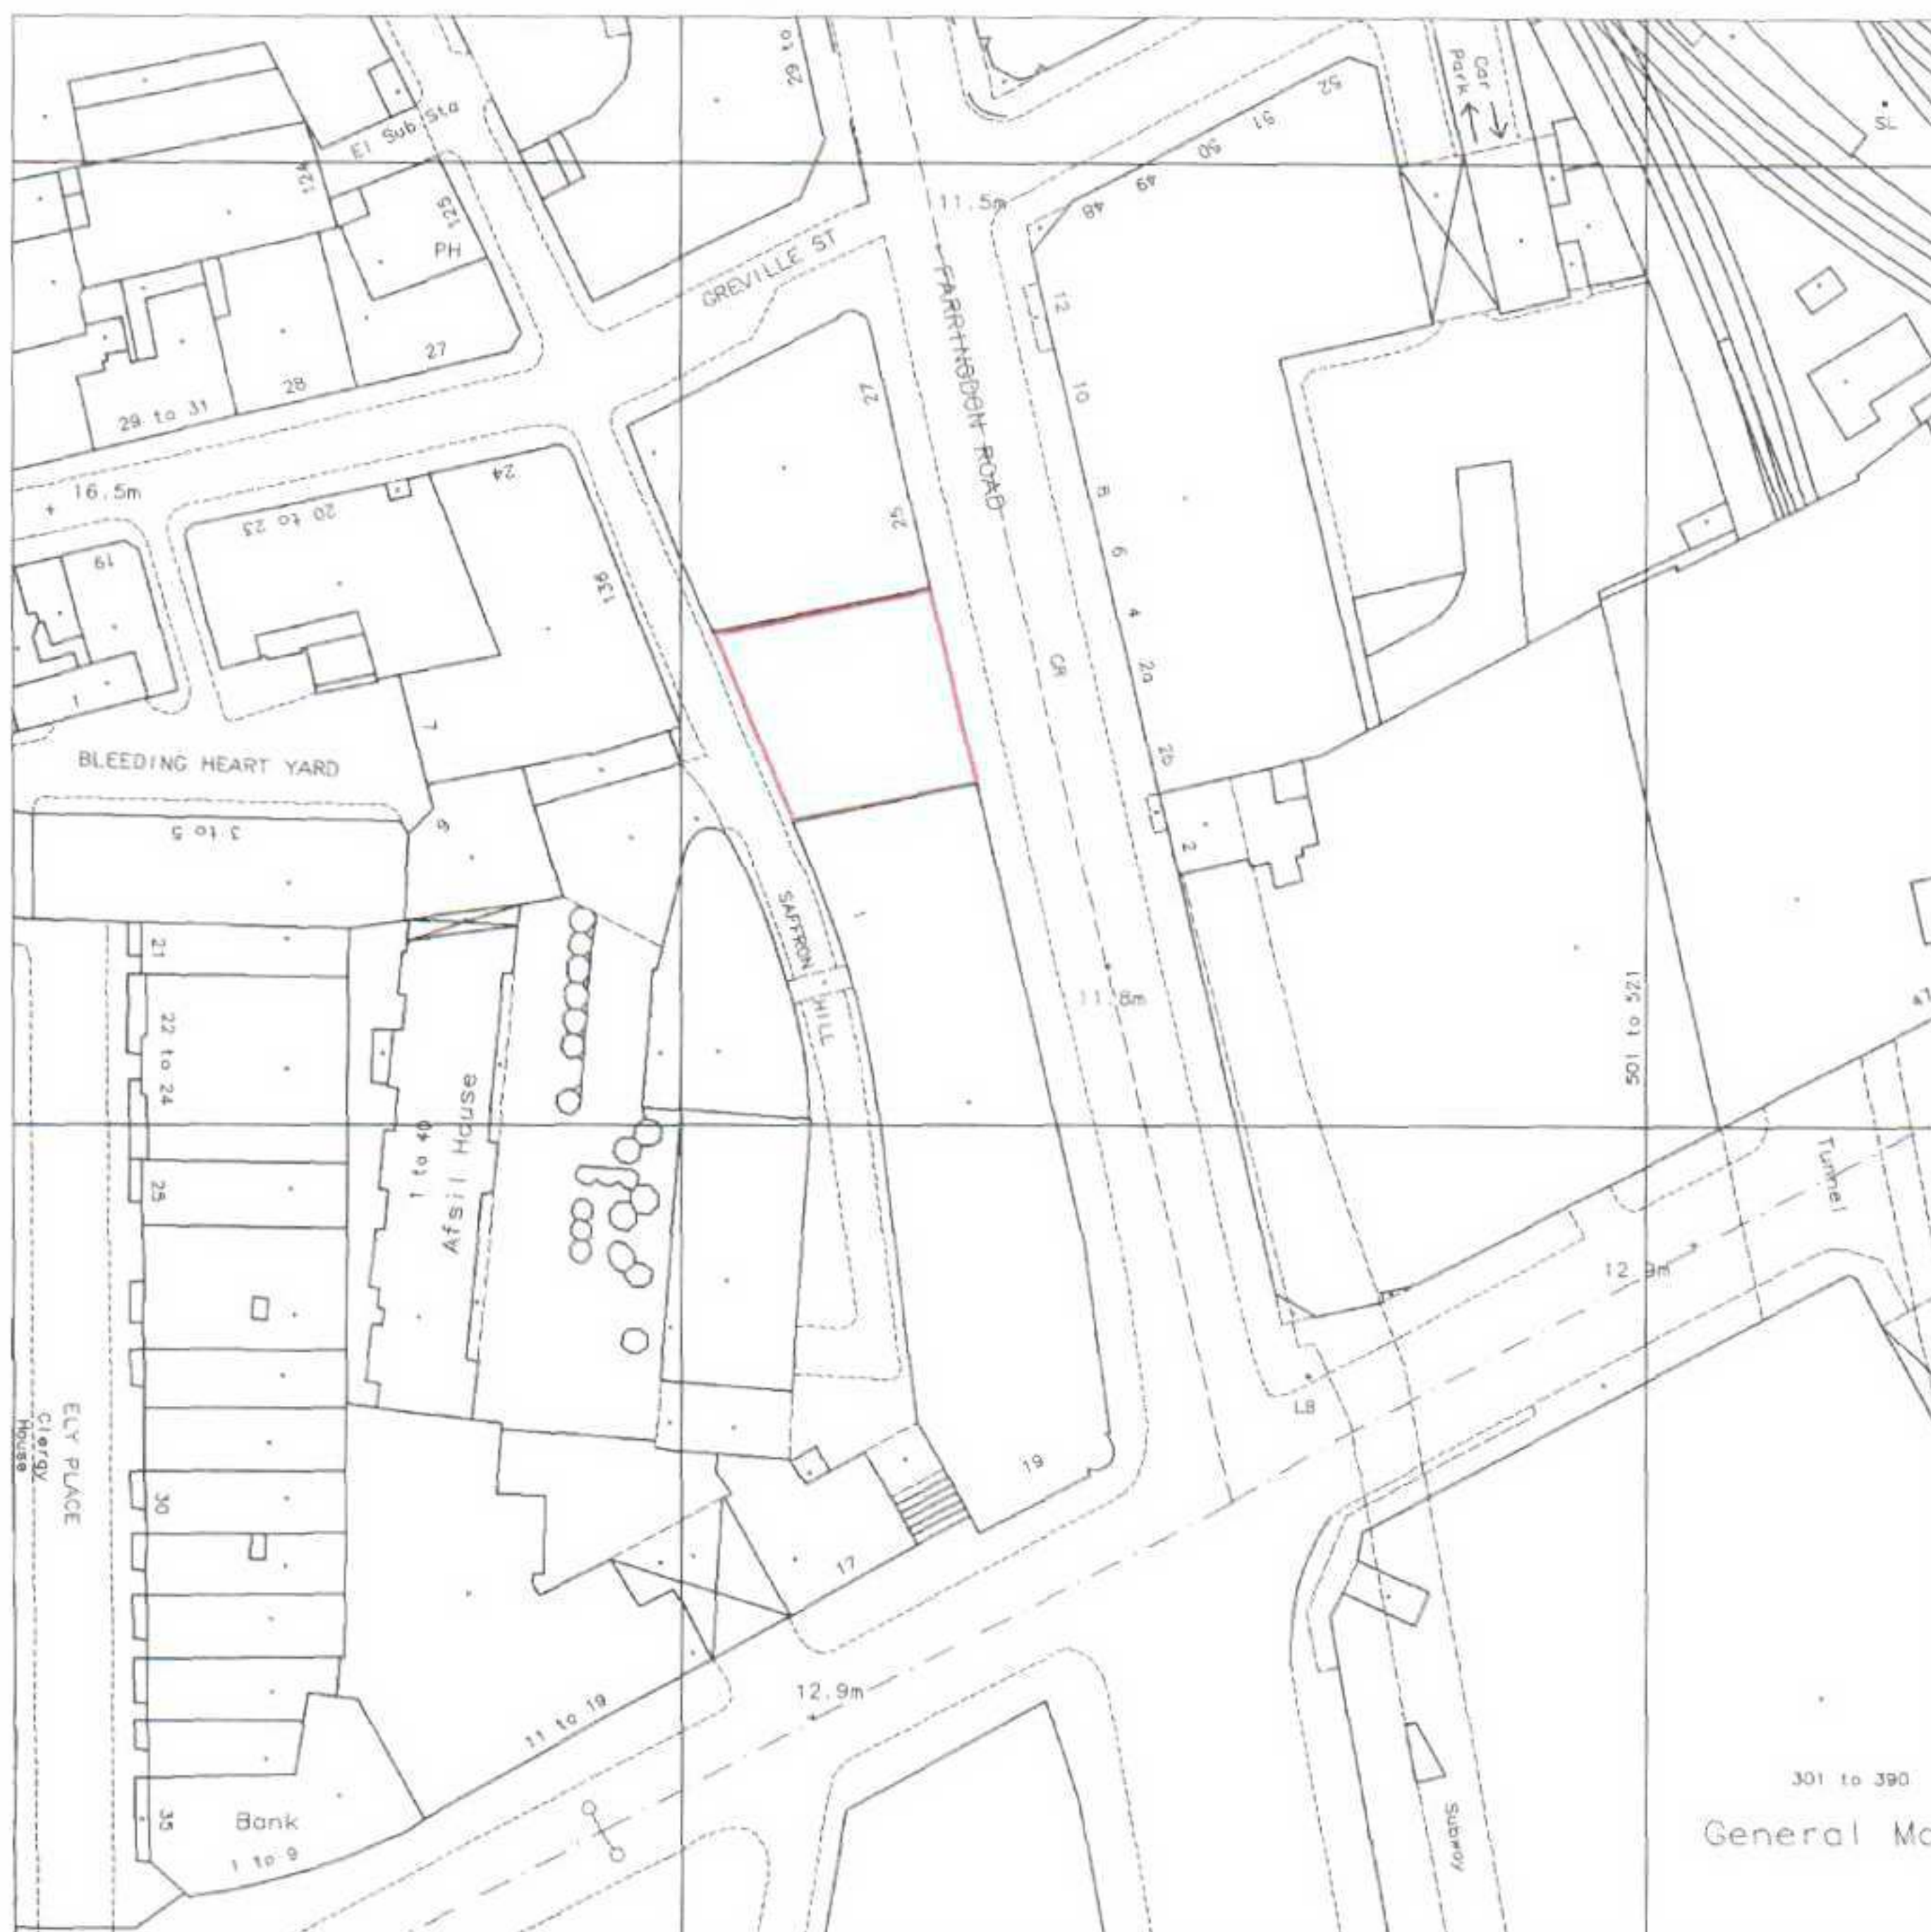 29 to
52
Car
Park
51
SL
El Sub Sta
50
124
49
11.5m
48
125
PH
GREVILLE ST
FARRINGDON ROAD
12
27
27
10
28
29 to 31
24
16.5m
8
20 to 23
25
6
19
136
4
CR
2a
1
7
2b
BLEEDING HEART YARD
6
3 to 5
2
SAFFRON HILL
1
21
501 to 521
11.8m
22 to 24
1 to 40
Afsil House
25
Tunnel
12.9m
ELY PLACE
Clergy
House
LB
19
30
17
12.9m
11 to 19
301 to 390
35
Bank
General Ma
Subway
1 to 9